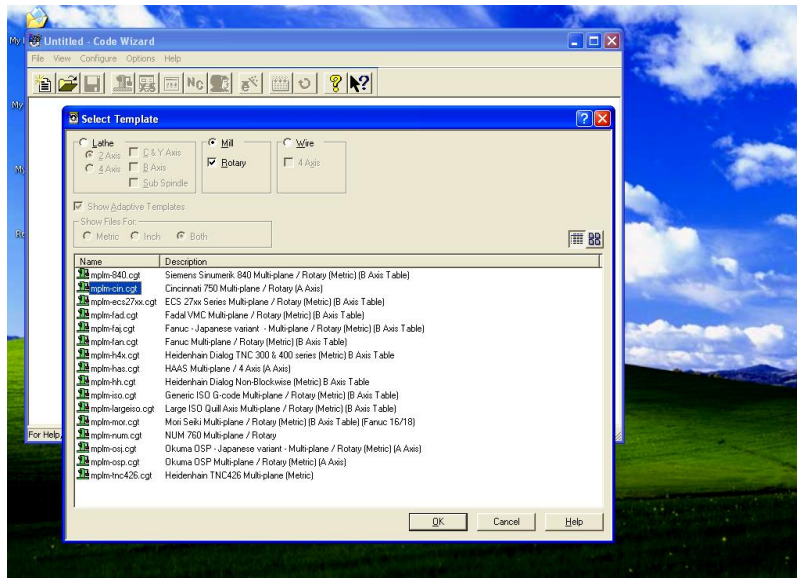 Untitled - Code Wizard
File View Configure Options Help
Select Template
Lathe
2 Axis
4 Axis
C & Y Axis
B Axis
Sub Spindle
Mill
Rotary
Wire
4 Axis
Show Adaptive Templates
Show Files For:
Metric Inch Both
Name Description
mplm-840.cgt Siemens Sinumerik 840 Multi-plane / Rotary (Metric) (B Axis Table)
mplm-cin.cgt Cincinnati 750 Multi-plane / Rotary (A Axis)
mplm-ecs27xx.cgt ECS 27xx Series Multi-plane / Rotary (Metric) (B Axis Table)
mplm-fad.cgt Fadal VMC Multi-plane / Rotary (Metric) (B Axis Table)
mplm-faj.cgt Fanuc - Japanese variant - Multi-plane / Rotary (Metric) (B Axis Table)
mplm-fan.cgt Fanuc Multi-plane / Rotary (Metric) (B Axis Table)
mplm-h4x.cgt Heidenhain Dialog TNC 300 & 400 series (Metric) B Axis Table
mplm-has.cgt HAAS Multi-plane / 4 Axis (A Axis)
mplm-hh.cgt Heidenhain Dialog Non-Blockwise (Metric) B Axis Table
mplm-iso.cgt Generic ISO G-code Multi-plane / Rotary (Metric) (B Axis Table)
mplm-largeiso.cgt Large ISO Quill Axis Multi-plane / Rotary (Metric) (B Axis Table)
mplm-mor.cgt Mori Seiki Multi-plane / Rotary (Metric) (B Axis Table) (Fanuc 16/18)
mplm-num.cgt NUM 760 Multi-plane / Rotary
mplm-osj.cgt Okuma OSP - Japanese variant - Multi-plane / Rotary (Metric) (A Axis)
mplm-osp.cgt Okuma OSP Multi-plane / Rotary (Metric) (A Axis)
mplm-tnc426.cgt Heidenhain TNC426 Multi-plane (Metric)
For Help,
OK Cancel Help